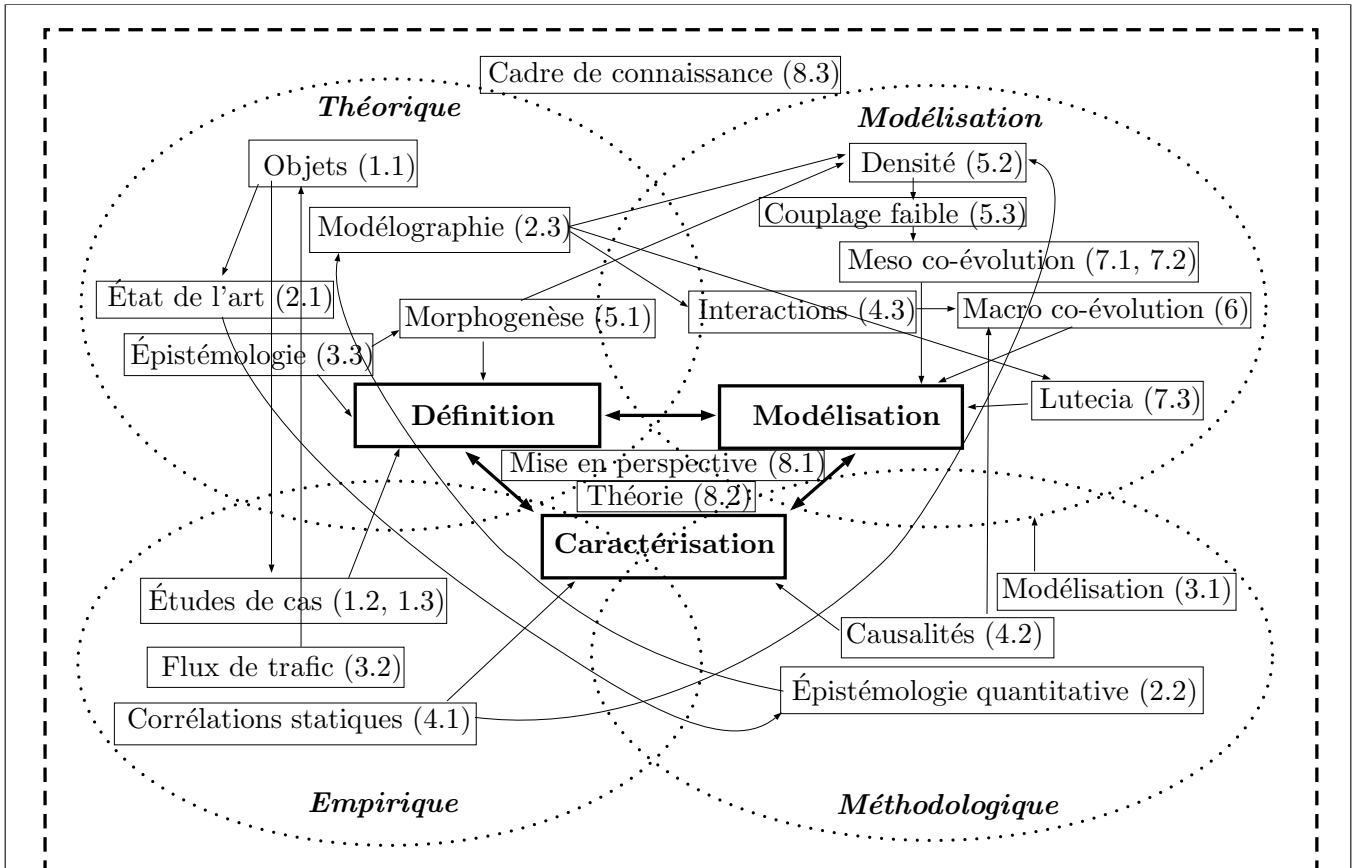 Cadre de connaissance (8.3)
Théorique
Modélisation
Objets (1.1)
Densité (5.2)
Modélographie (2.3)
Couplage faible (5.3)
Meso co-évolution (7.1, 7.2)
État de l'art (2.1)
Morphogenèse (5.1)
Interactions (4.3)
Macro co-évolution (6)
Épistémologie (3.3)
Définition
Modélisation
Lutecia (7.3)
Mise en perspective (8.1)
Théorie (8.2)
Caractérisation
Études de cas (1.2, 1.3)
Modélisation (3.1)
Causalités (4.2)
Flux de trafic (3.2)
Épistémologie quantitative (2.2)
Corrélations statiques (4.1)
Empirique
Méthodologique